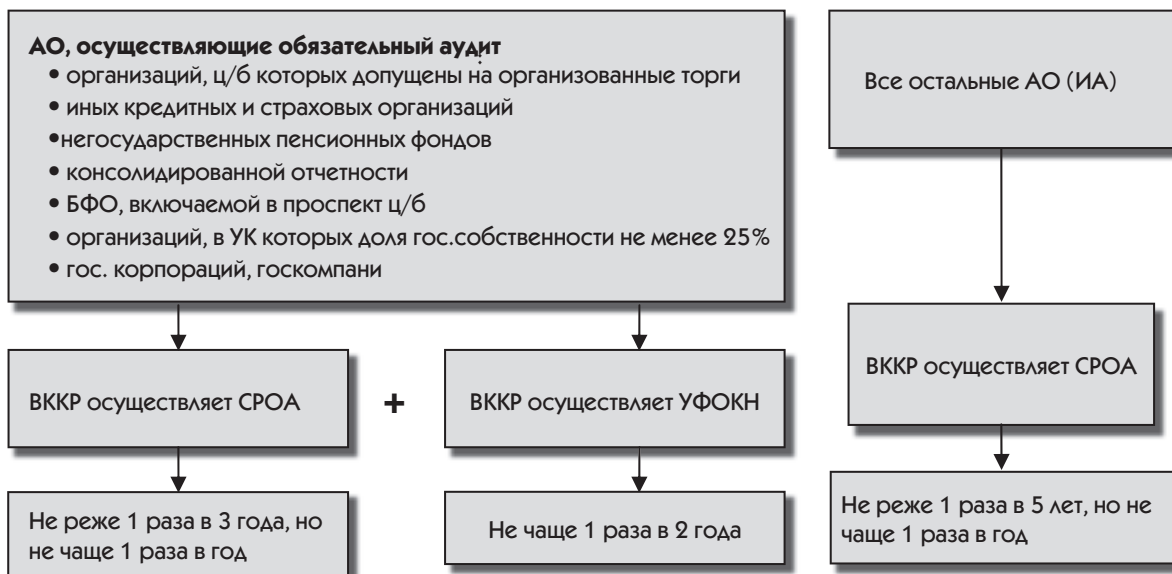 АО, осуществляющие обязательный аудит
• организаций, ц/б которых допущены на организованные торги
• иных кредитных и страховых организаций
•негосударственных пенсионных фондов
• консолидированной отчетности
• БФО, включаемой в проспект ц/б
• организаций, в УК которых доля гос.собственности не менее 25%
• гос. корпораций, госкомпани
Все остальные АО (ИА)
ВККР осуществляет СРОА
+
ВККР осуществляет УФОКН
ВККР осуществляет СРОА
Не реже 1 раза в 3 года, но
не чаще 1 раза в год
Не чаще 1 раза в 2 года
Не реже 1 раза в 5 лет, но не
чаще 1 раза в год